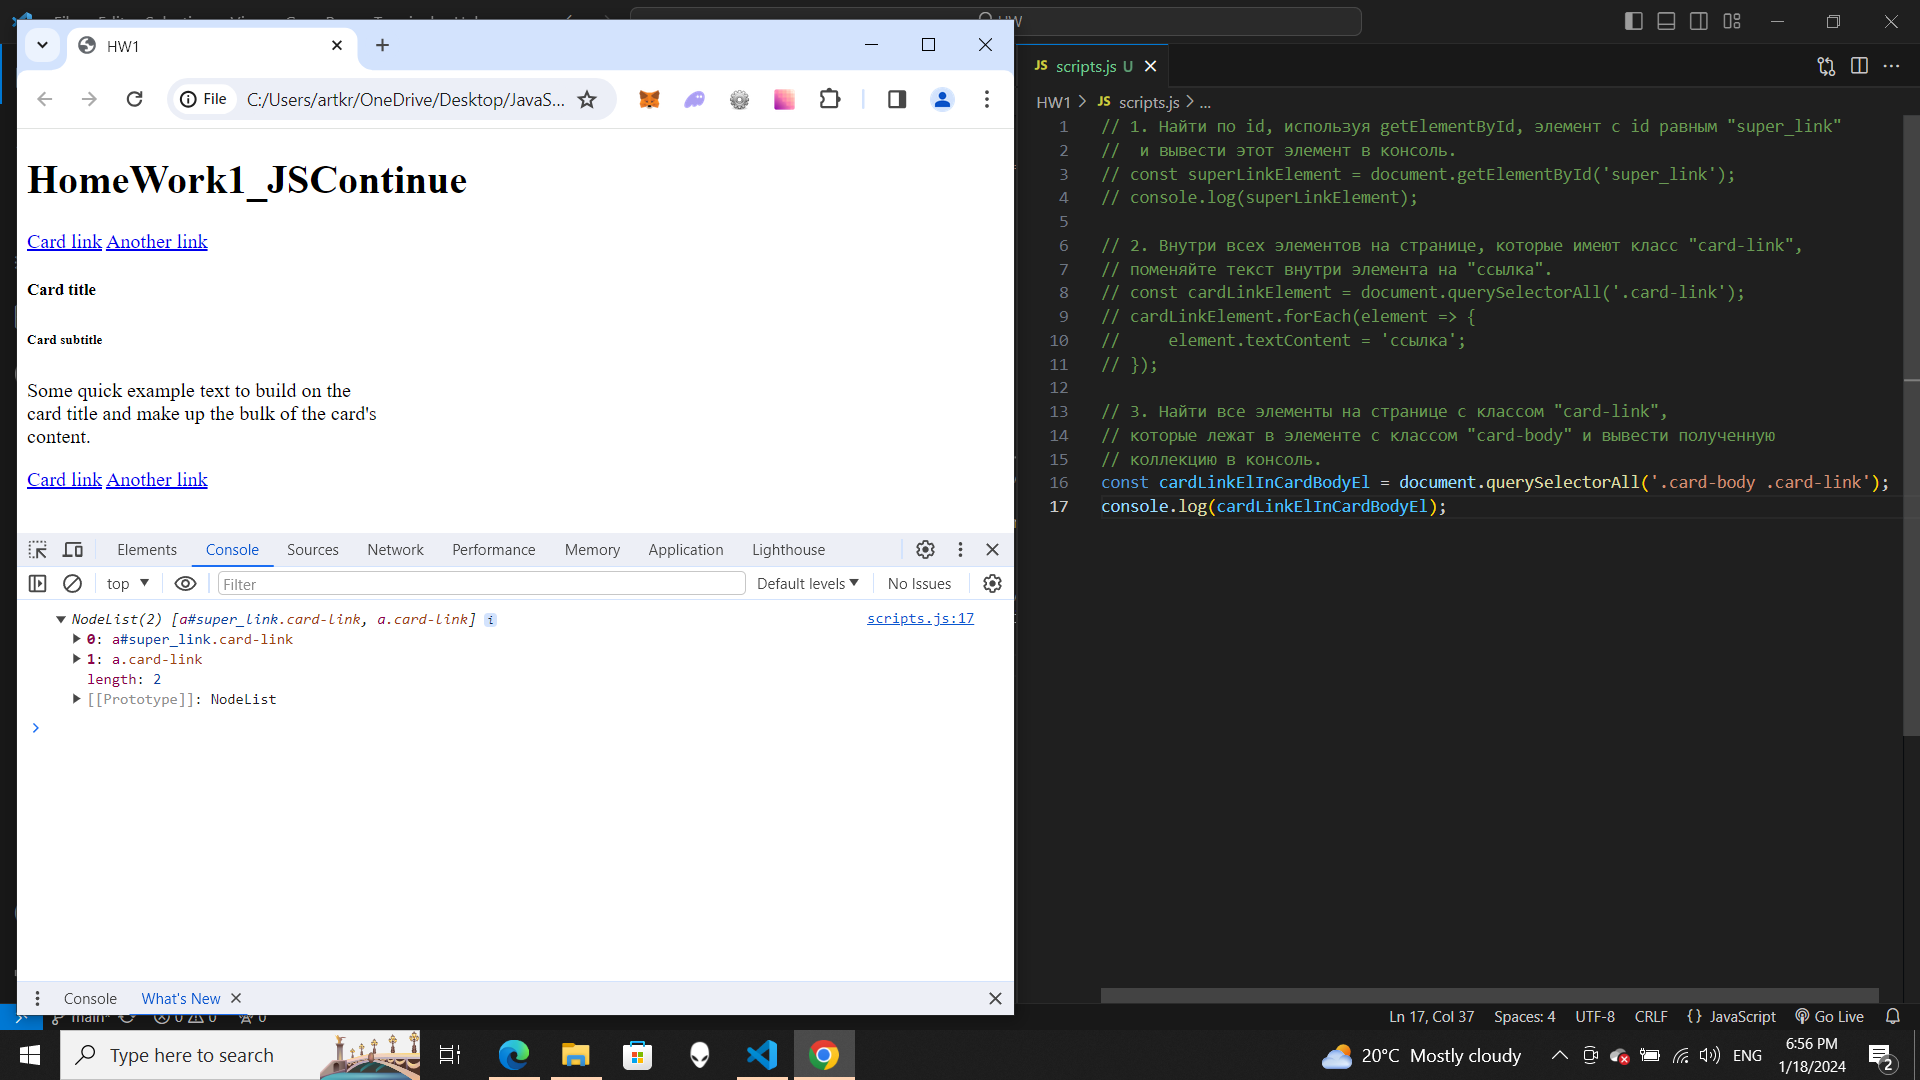 HW
HW1
File
C:/Users/artkr/OneDrive/Desktop/JavaS...
HomeWork1_JSContinue
Card link Another link
Card title
Card subtitle
Some quick example text to build on the
card title and make up the bulk of the card's
content.
Card link Another link
Elements Console Sources Network Performance Memory Application Lighthouse
top Filter Default levels No Issues
NodeList(2) [a#super_link.card-link, a.card-link] i scripts.js:17
0: a#super_link.card-link
1: a.card-link
length: 2
[[Prototype]]: NodeList
Console What's New
JS scripts.js U
HW1 > JS scripts.js > ...
1 // 1. Найти по id, используя getElementById, элемент с id равным "super_link"
2 //  и вывести этот элемент в консоль.
3 // const superLinkElement = document.getElementById('super_link');
4 // console.log(superLinkElement);
5
6 // 2. Внутри всех элементов на странице, которые имеют класс "card-link",
7 // поменяйте текст внутри элемента на "ссылка".
8 // const cardLinkElement = document.querySelectorAll('.card-link');
9 // cardLinkElement.forEach(element => {
10 //     element.textContent = 'ссылка';
11 // });
12
13 // 3. Найти все элементы на странице с классом "card-link",
14 // которые лежат в элементе с классом "card-body" и вывести полученную
15 // коллекцию в консоль.
16 const cardLinkElInCardBodyEl = document.querySelectorAll('.card-body .card-link');
17 console.log(cardLinkElInCardBodyEl);
main* 0 0 0
Ln 17, Col 37 Spaces: 4 UTF-8 CRLF {} JavaScript Go Live
Type here to search
20°C Mostly cloudy
ENG
6:56 PM
1/18/2024
2